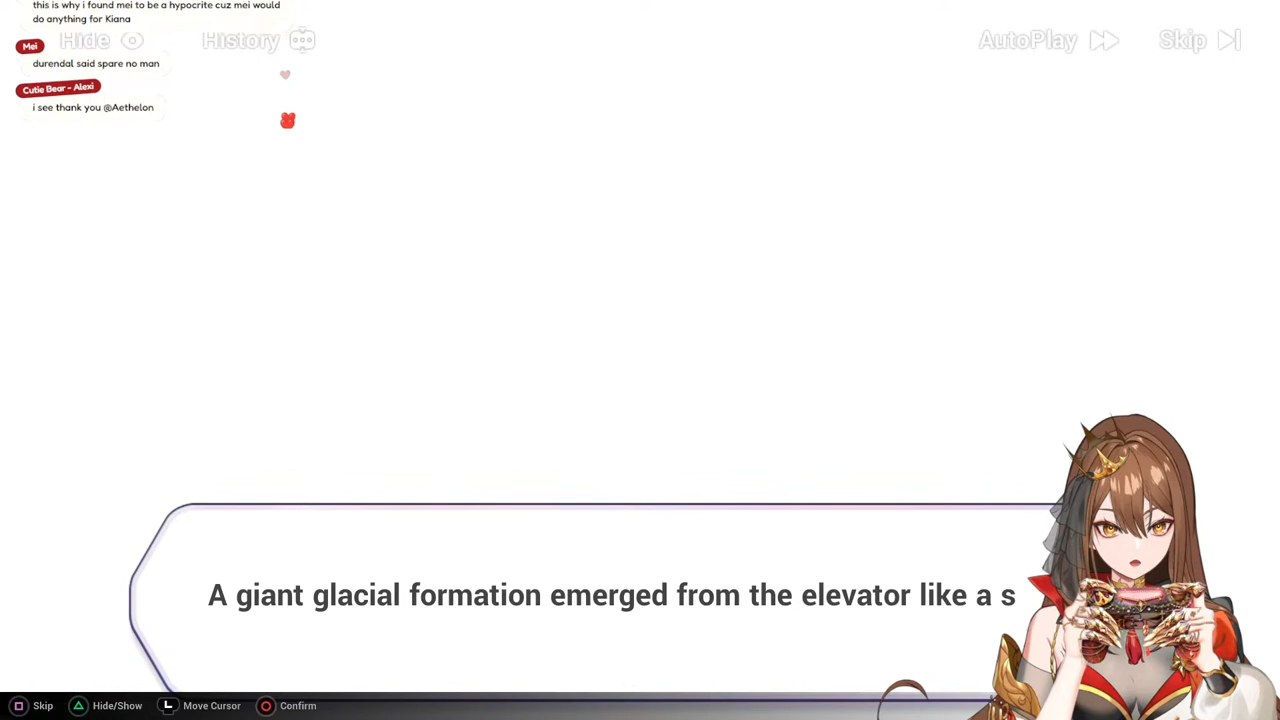 this is why i found mei to be a hypocrite cuz mei would
do anything for Kiana
Hide
History
AutoPlay
Skip
Mei
durendal said spare no man
Cutie Bear - Alexi
i see thank you @Aethelon
A giant glacial formation emerged from the elevator like a s
Skip
Hide/Show
Move Cursor
Confirm